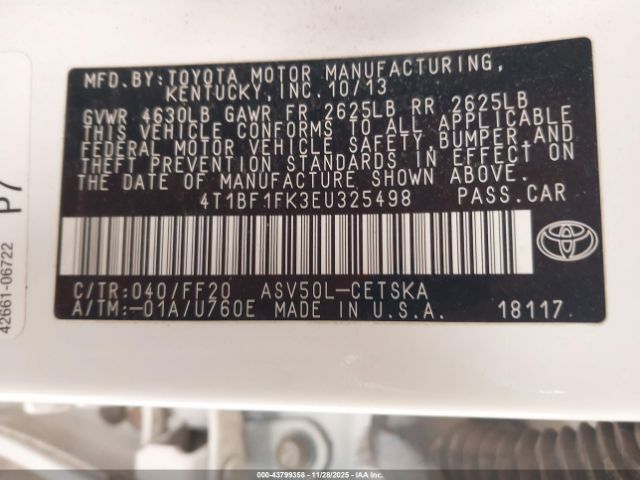 MFD.BY:TOYOTA MOTOR MANUFACTURING,
KENTUCKY,INC.10/13
GVWR 4630LB GAWR FR 2625LB RR 2625LB
THIS VEHICLE CONFORMS TO ALL APPLICABLE
FEDERAL MOTOR VEHICLE SAFETY,BUMPER,AND
THEFT PREVENTION STANDARDS IN EFFECT ON
THE DATE OF MANUFACTURE SHOWN ABOVE.
4T1BF1FK3EU325498 PASS.CAR
C/TR:040/FF20 ASV50L-CETSKA
A/TM:-01A/U760E MADE IN U.S.A. 18117
42661-06722 P7
000-43799358 - 11/28/2025 - Copyright IAA, Inc.